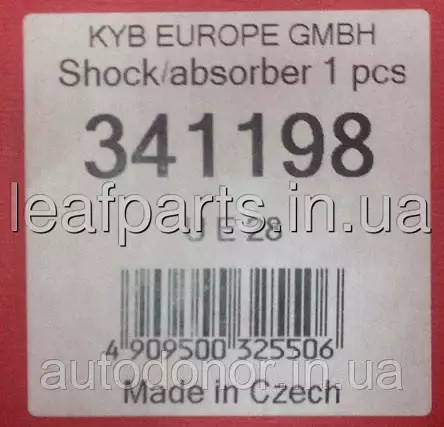 KYB EUROPE GMBH
Shock/absorber 1 pcs
341198
leafparts.in.ua
U E 28
4 909500 325506
autodonor.in.ua
Made in Czech